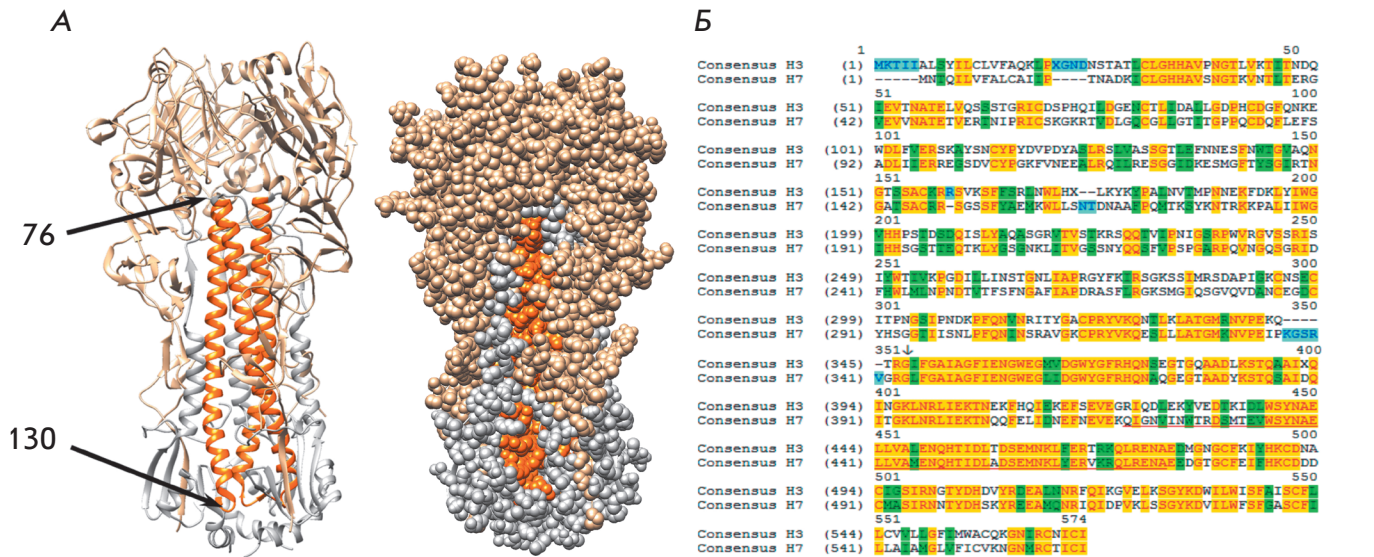 А
Б
76
130
1 50
Consensus H3 (1) MKTIIALSYILCLVFAQKLPXGNDNSTATLCLGHHAVPNGTLVKTITNDQ
Consensus H7 (1) -----MNTQILVFALCAIIP----TNADKICLGHHAVSNGTKVNTLTERG
51 100
Consensus H3 (51) IEVTNATELVQSSSTGRICDSPHQILDGENCTLIDALLGDPHCDGFQNKE
Consensus H7 (42) VEVVNATETVERTNIPRICSKGKRTVDLGQCGLLGTITGPPQCDQFLEFS
101 150
Consensus H3 (101) WDLFVERSKAYSNCYPYDVPDYASLRSLVASSGTLEFNNESFNWTGVAQN
Consensus H7 (92) ADLIIERREGSDVCYPGKFVNEEALRQILRESGGIDKESMGFTYSGIRTN
151 200
Consensus H3 (151) GTSSACKRRSVKSFFSRLNWLHX--LKYKYPALNVTMPNNEKFDKLYIWG
Consensus H7 (142) GATSACRR-SGSSFYAEMKWLLSNTDNAAFPQMTKSYKNTRKKPALIIWG
201 250
Consensus H3 (199) VHHPSTDSDQISLYAQASGRVTVSTKRSQQTVIPNIGSRPWVRGVSSRIS
Consensus H7 (191) IHHSGSTTEQTKLYGSGNKLITVGSSNYQQSFVPSPGARPQVNGQSGRID
251 300
Consensus H3 (249) IYWTIVKPGDILLINSTGNLIAPRGYFKIRSGKSSIMRSDAPIGKCNSEC
Consensus H7 (241) FHWLMLNPNDTVTFSFNGAFIAPDRASFLRGKSMGIQSGVQVDANCEGDC
301 350
Consensus H3 (299) ITPNGSIPNDKPFQNVNRITYGACPRYVKQNTLKLATGMRNVPEKQ----
Consensus H7 (291) YHSGGTIISNLPFQNINSRAVGKCPRYVKQESLLLATGMKNVPEIPKGSR
351↓ 400
Consensus H3 (345) -TRGIFGAIAGFIENGWEGMVDGWYGFRHQNSEGTGQAADLKSTQAAIXQ
Consensus H7 (341) VGRGLFGAIAGFIENGWEGLIDGWYGFRHQNAQGEGTAADYKSTQSAIDQ
401 450
Consensus H3 (394) INGKLNRLIEKTNEKFHQIEKEFSEVEGRIQDLEKYVEDTKIDLWSYNAE
Consensus H7 (391) ITGKLNRLIEKTNQQFELIDNEFNEVEKQIGNVINWTRDSMTEVWSYNAE
451 500
Consensus H3 (444) LLVALENQHTIDLTDSEMNKLFERTRKQLRENAEDMGNGCFKIYHKCDNA
Consensus H7 (441) LLVAMENQHTIDLADSEMNKLYERVKRQLRENAEEDGTGCFEIFHKCDDN
501 550
Consensus H3 (494) CIGSIRNGTYDHDVYRDEALNNRFQIKGVELKSGYKDWILWISFAISCFL
Consensus H7 (491) CMASIRNNTYDHSKYREEAMQNRIQIDPVKLSSGYKDVILWFSFGASCFL
551 574
Consensus H3 (544) LCVVLLGFIMWACQKGNIRCNICI
Consensus H7 (541) LLAIAMGLVFICVKNGNMRCTICI